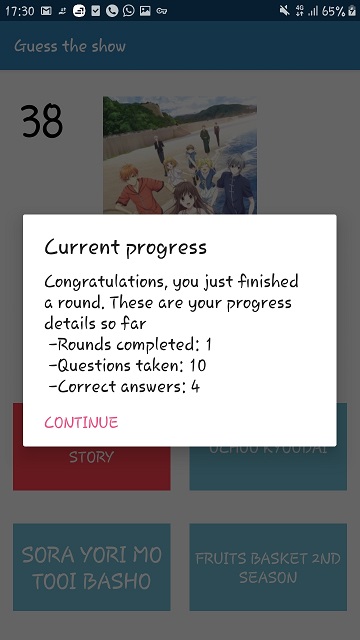 17:30
4G
65%
Guess the show
38
Current progress
Congratulations, you just finished
a round. These are your progress
details so far
-Rounds completed: 1
-Questions taken: 10
-Correct answers: 4
CONTINUE
STORY
UCHUU KYOUDAI
SORA YORI MO
TOOI BASHO
FRUITS BASKET 2ND
SEASON